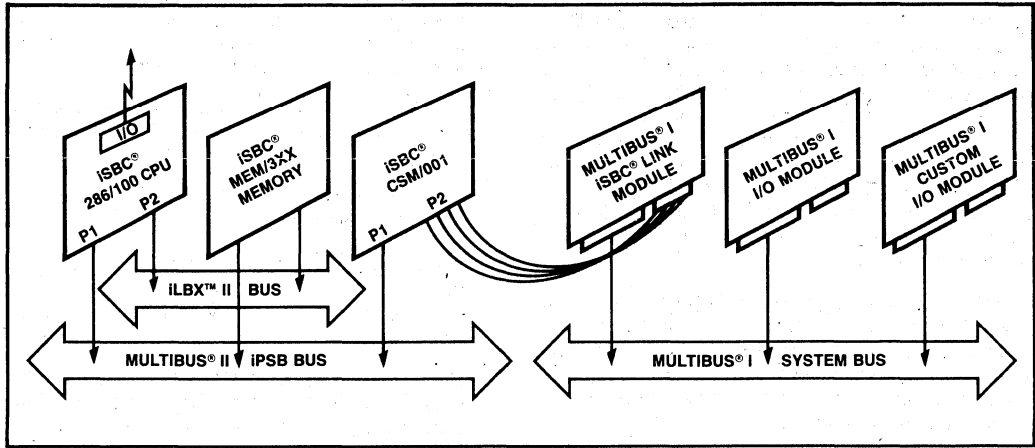 I/O
iSBC®
286/100 CPU
P1
P2
iSBC®
MEM/3XX
MEMORY
iSBC®
CSM/001
P1
P2
MULTIBUS® I
iSBC® LINK
MODULE
MULTIBUS® I
I/O MODULE
MULTIBUS® I
CUSTOM
I/O MODULE
iLBX™ II BUS
MULTIBUS® II iPSB BUS
MULTIBUS® I SYSTEM BUS